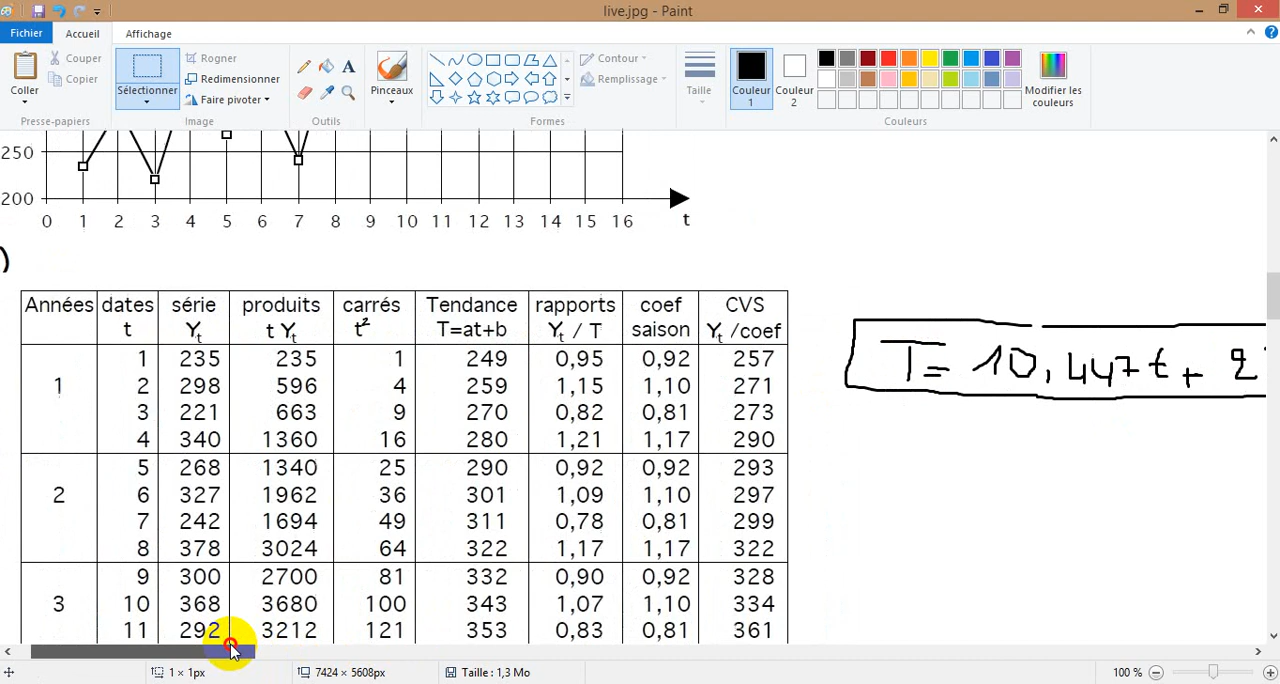 live.jpg - Paint
Fichier Accueil Affichage
Coller
Couper
Copier
Presse-papiers
Sélectionner
Rogner
Redimensionner
Faire pivoter
Image
A
Outils
Pinceaux
Contour
Remplissage
Formes
Taille
Couleur 1
Couleur 2
Modifier les couleurs
Couleurs
250
200
0 1 2 3 4 5 6 7 8 9 10 11 12 13 14 15 16 t
)
Années dates t série Yt produits t Yt carrés t² Tendance T=at+b rapports Yt / T coef saison CVS Yt /coef
1 235 235 1 249 0,95 0,92 257
1 2 298 596 4 259 1,15 1,10 271
3 221 663 9 270 0,82 0,81 273
4 340 1360 16 280 1,21 1,17 290
5 268 1340 25 290 0,92 0,92 293
2 6 327 1962 36 301 1,09 1,10 297
7 242 1694 49 311 0,78 0,81 299
8 378 3024 64 322 1,17 1,17 322
9 300 2700 81 332 0,90 0,92 328
3 10 368 3680 100 343 1,07 1,10 334
11 292 3212 121 353 0,83 0,81 361
T= 10,447t+ 2
1 × 1px
7424 × 5608px
Taille : 1,3 Mo
100 %